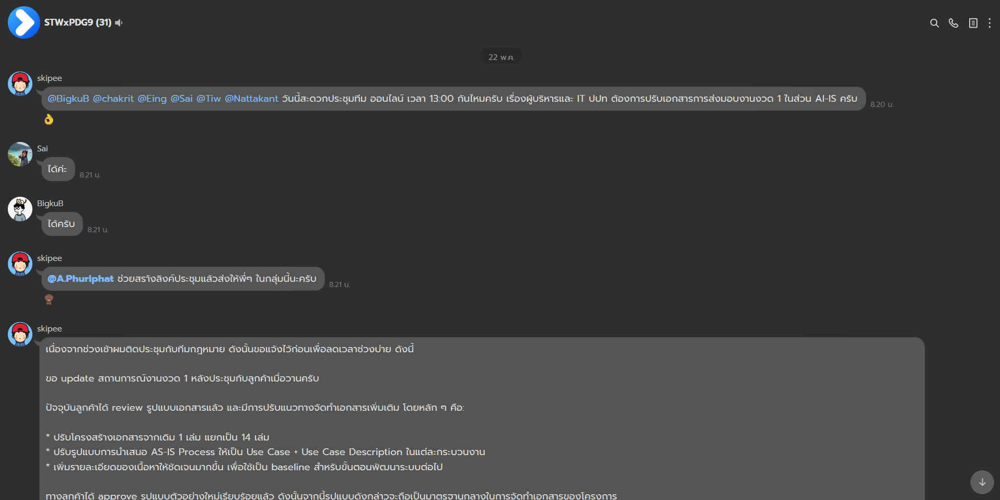 STWxPDG9 (31)
22 พ.ค.
skipee
@BigkuB @chakrit @Eing @Sai @Tiw @Nattakant วันนี้สะดวกประชุมทีม ออนไลน์ เวลา 13:00 กันไหมครับ เรื่องผู้บริหารและ IT ปปท ต้องการปรับเอกสารการส่งมอบงานงวด 1 ในส่วน AI-IS ครับ
8.20 น.
Sai
ได้ค่ะ
8.21 น.
BigkuB
ได้ครับ
8.21 น.
skipee
@A.Phuriphat ช่วยสรา้งลิงค์ประชุมแล้วส่งให้พี่ๆ ในกลุ่มนี้นะครับ
8.21 น.
skipee
เนื่องจากช่วงเช้าผมติดประชุมกับทีมกฎหมาย ดังนั้นขอแจ้งไว้ก่อนเพื่อลดเวลาช่วงบ่าย ดังนี้
ขอ update สถานการณ์งานงวด 1 หลังประชุมกับลูกค้าเมื่อวานครับ
ปัจจุบันลูกค้าได้ review รูปแบบเอกสารแล้ว และมีการปรับแนวทางจัดทำเอกสารเพิ่มเติม โดยหลัก ๆ คือ:
* ปรับโครงสร้างเอกสารจากเดิม 1 เล่ม แยกเป็น 14 เล่ม
* ปรับรูปแบบการนำเสนอ AS-IS Process ให้เป็น Use Case + Use Case Description ในแต่ละกระบวนงาน
* เพิ่มรายละเอียดของเนื้อหาให้ชัดเจนมากขึ้น เพื่อใช้เป็น baseline สำหรับขั้นตอนพัฒนาระบบต่อไป
ทางลูกค้าได้ approve รูปแบบตัวอย่างใหม่เรียบร้อยแล้ว ดังนั้นจากนี้รูปแบบดังกล่าวจะถือเป็นมาตรฐานกลางในการจัดทำเอกสารของโครงการ